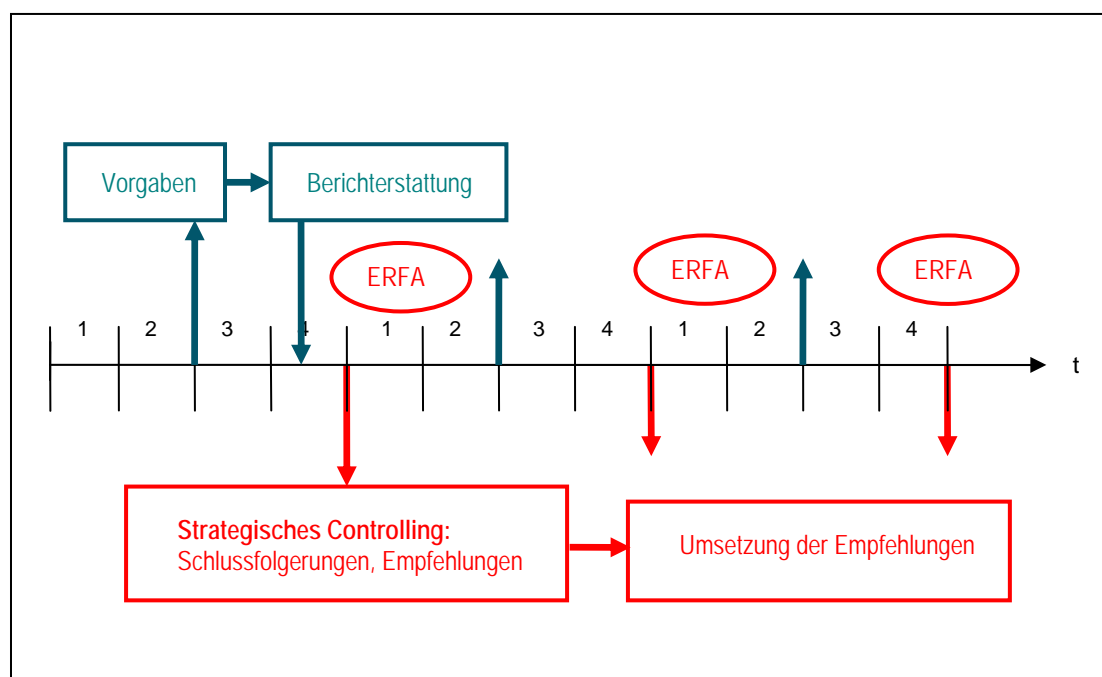 Vorgaben
Berichterstattung
ERFA
ERFA
ERFA
1 2 3 4 1 2 3 4 1 2 3 4
t
Strategisches Controlling:
Schlussfolgerungen, Empfehlungen
Umsetzung der Empfehlungen